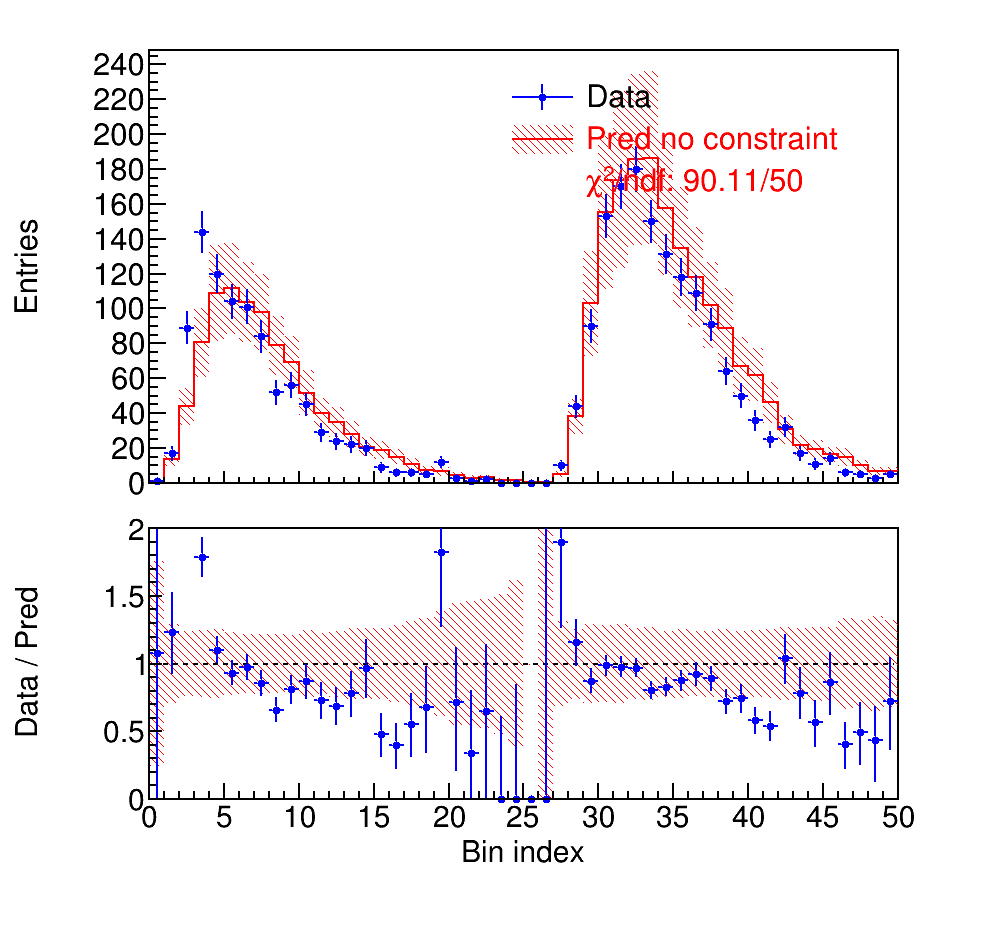 Entries
240
220
200
180
160
140
120
100
80
60
40
20
0
Data
Pred no constraint
χ²/ndf: 90.11/50
Data / Pred
2
1.5
1
0.5
0
0 5 10 15 20 25 30 35 40 45 50
Bin index